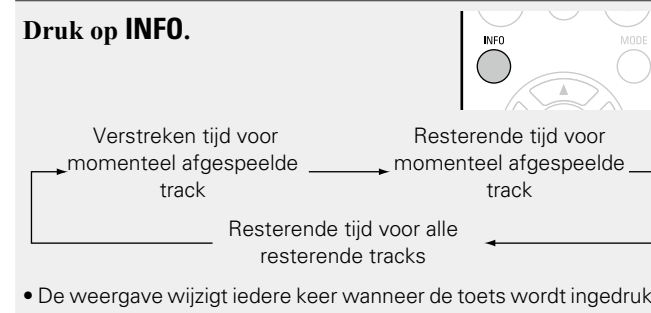 Druk op INFO.
INFO
MODE
Verstreken tijd voor
momenteel afgespeelde
track
Resterende tijd voor
momenteel afgespeelde
track
Resterende tijd voor alle
resterende tracks
• De weergave wijzigt iedere keer wanneer de toets wordt ingedruk